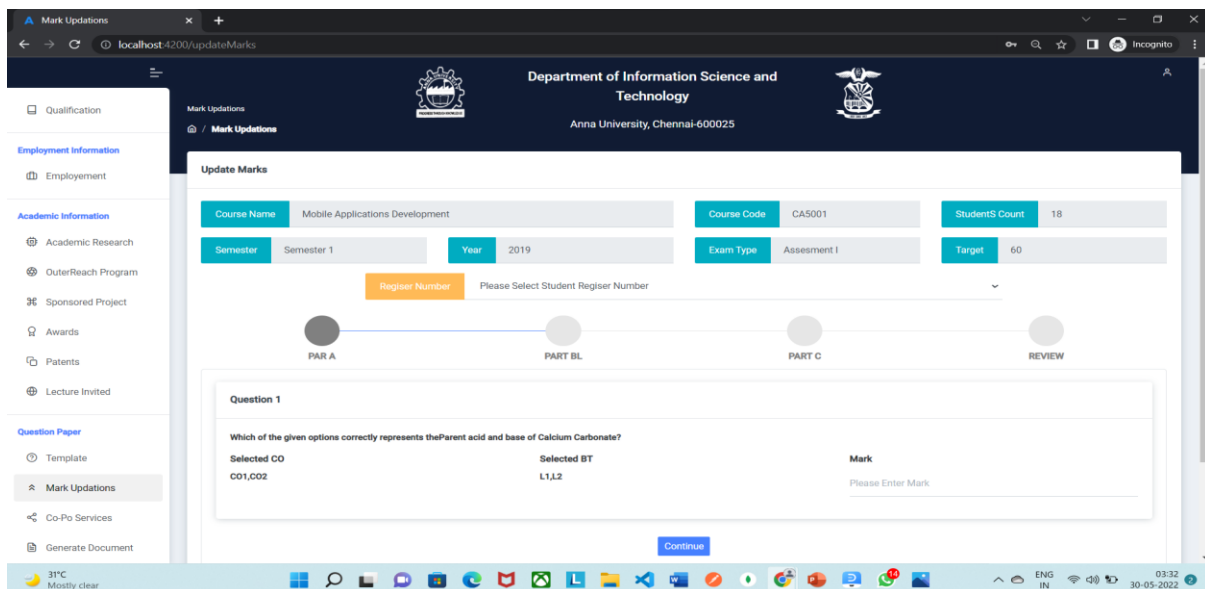 Mark Updations
localhost:4200/updateMarks
Incognito
Department of Information Science and
Technology
Anna University, Chennai-600025
Mark Updations
/ Mark Updations
Qualification
Employment Information
Employement
Academic Information
Academic Research
OuterReach Program
Sponsored Project
Awards
Patents
Lecture Invited
Question Paper
Template
Mark Updations
Co-Po Services
Generate Document
Update Marks
Course Name Mobile Applications Development Course Code CA5001 StudentS Count 18
Semester Semester 1 Year 2019 Exam Type Assesment I Target 60
Regiser Number Please Select Student Regiser Number
PAR A PART BL PART C REVIEW
Question 1
Which of the given options correctly represents theParent acid and base of Calcium Carbonate?
Selected CO Selected BT Mark
CO1,CO2 L1,L2 Please Enter Mark
Continue
31°C
Mostly clear
14
ENG
IN
03:32
30-05-2022
2